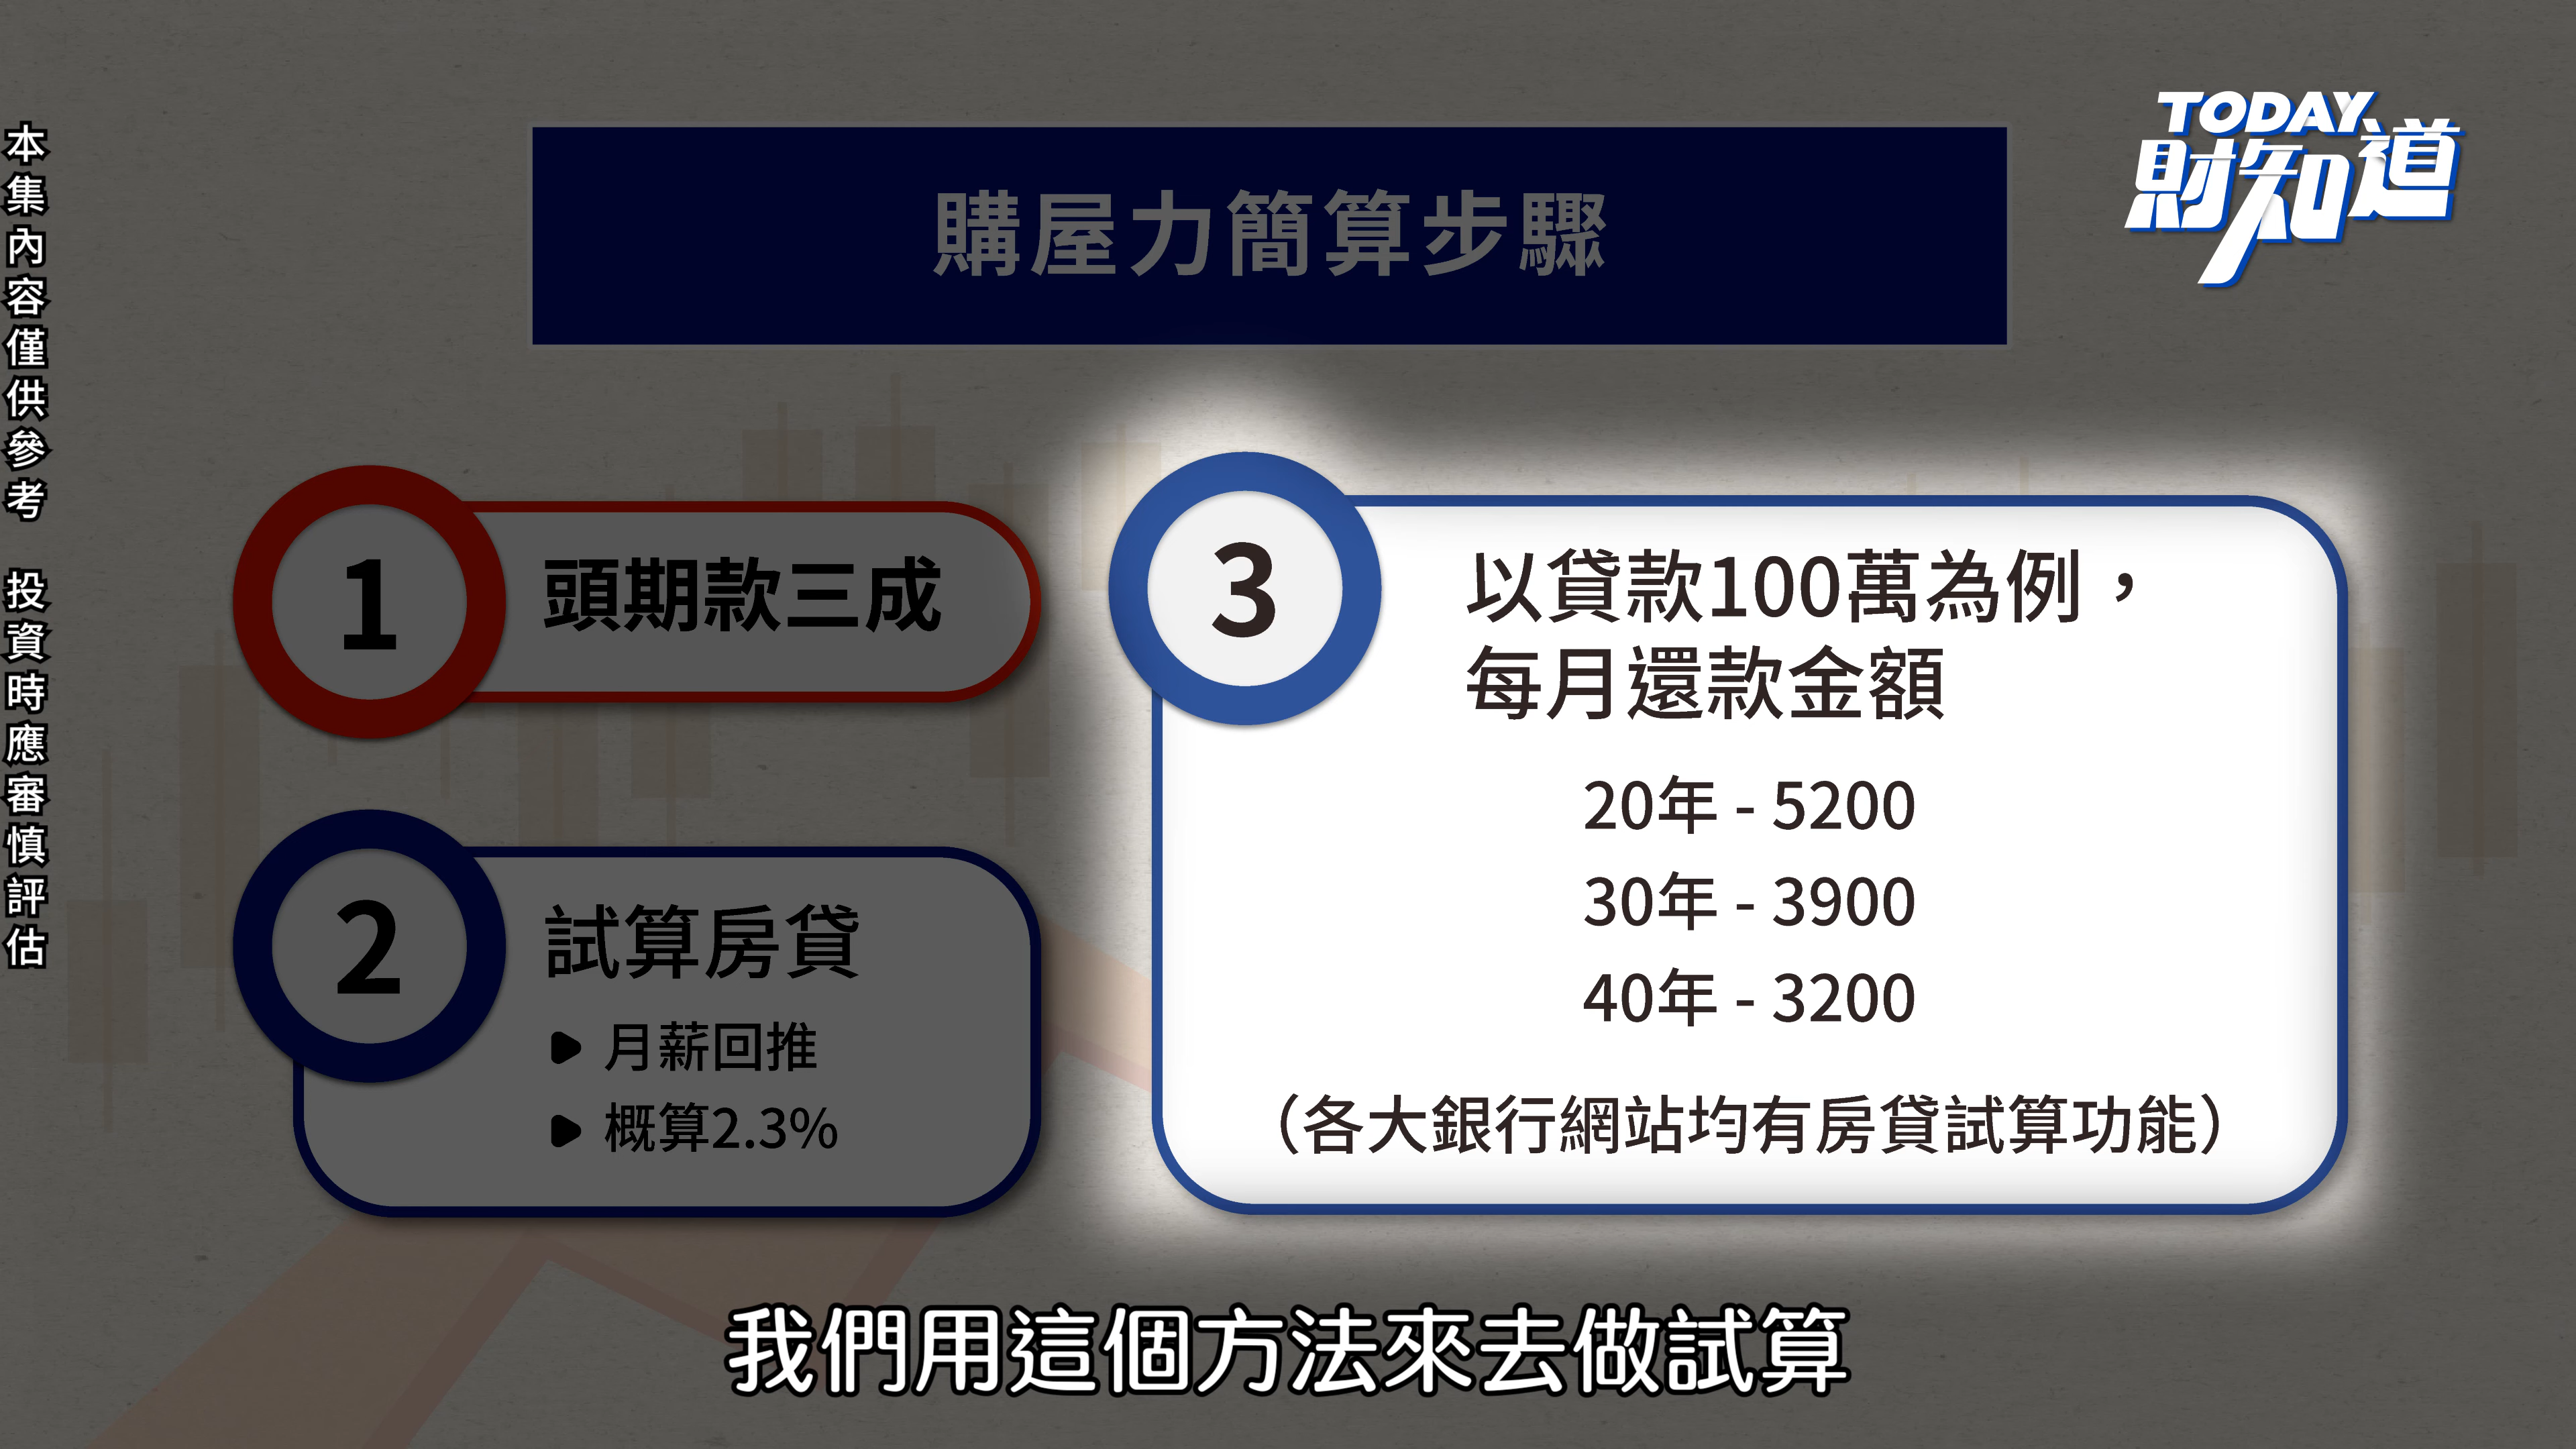 TODAY
財知道
本集內容僅供參考 投資時應審慎評估
購屋力簡算步驟
1
頭期款三成
2
試算房貸
月薪回推
概算2.3%
3
以貸款100萬為例，
每月還款金額
20年 - 5200
30年 - 3900
40年 - 3200
（各大銀行網站均有房貸試算功能）
我們用這個方法來去做試算